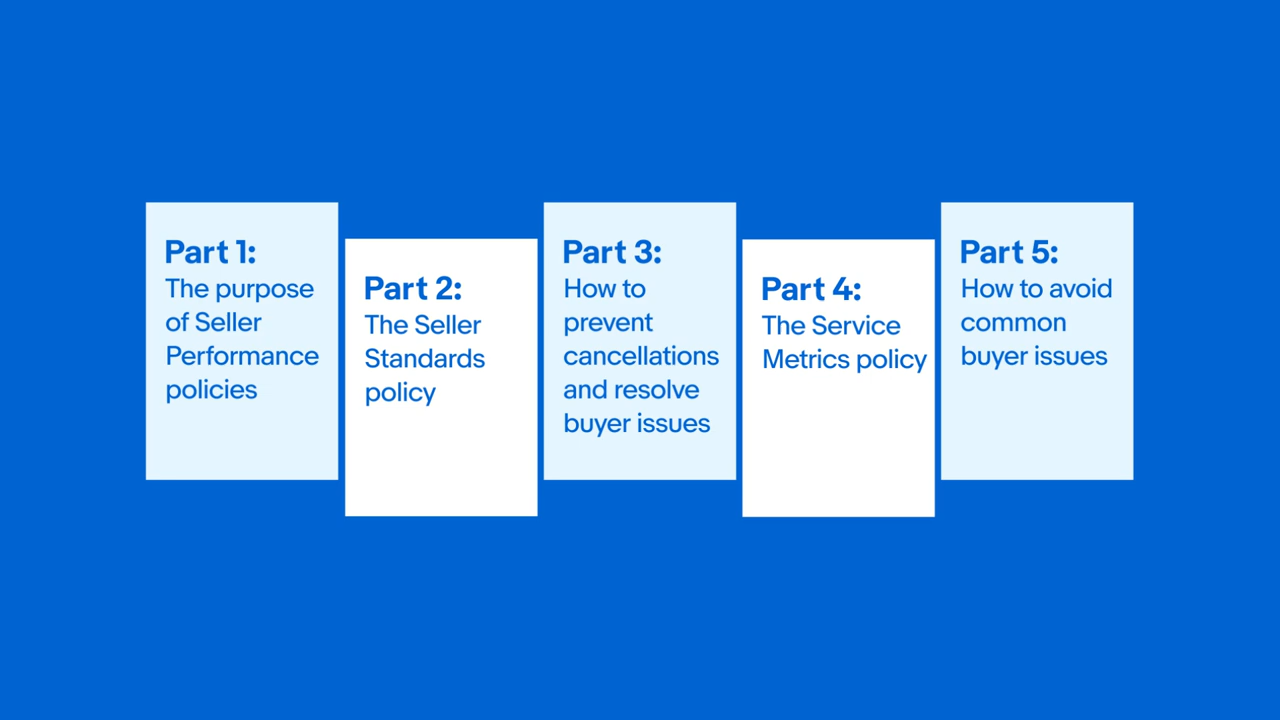 Part 1:
The purpose
of Seller
Performance
policies
Part 2:
The Seller
Standards
policy
Part 3:
How to
prevent
cancellations
and resolve
buyer issues
Part 4:
The Service
Metrics policy
Part 5:
How to avoid
common
buyer issues